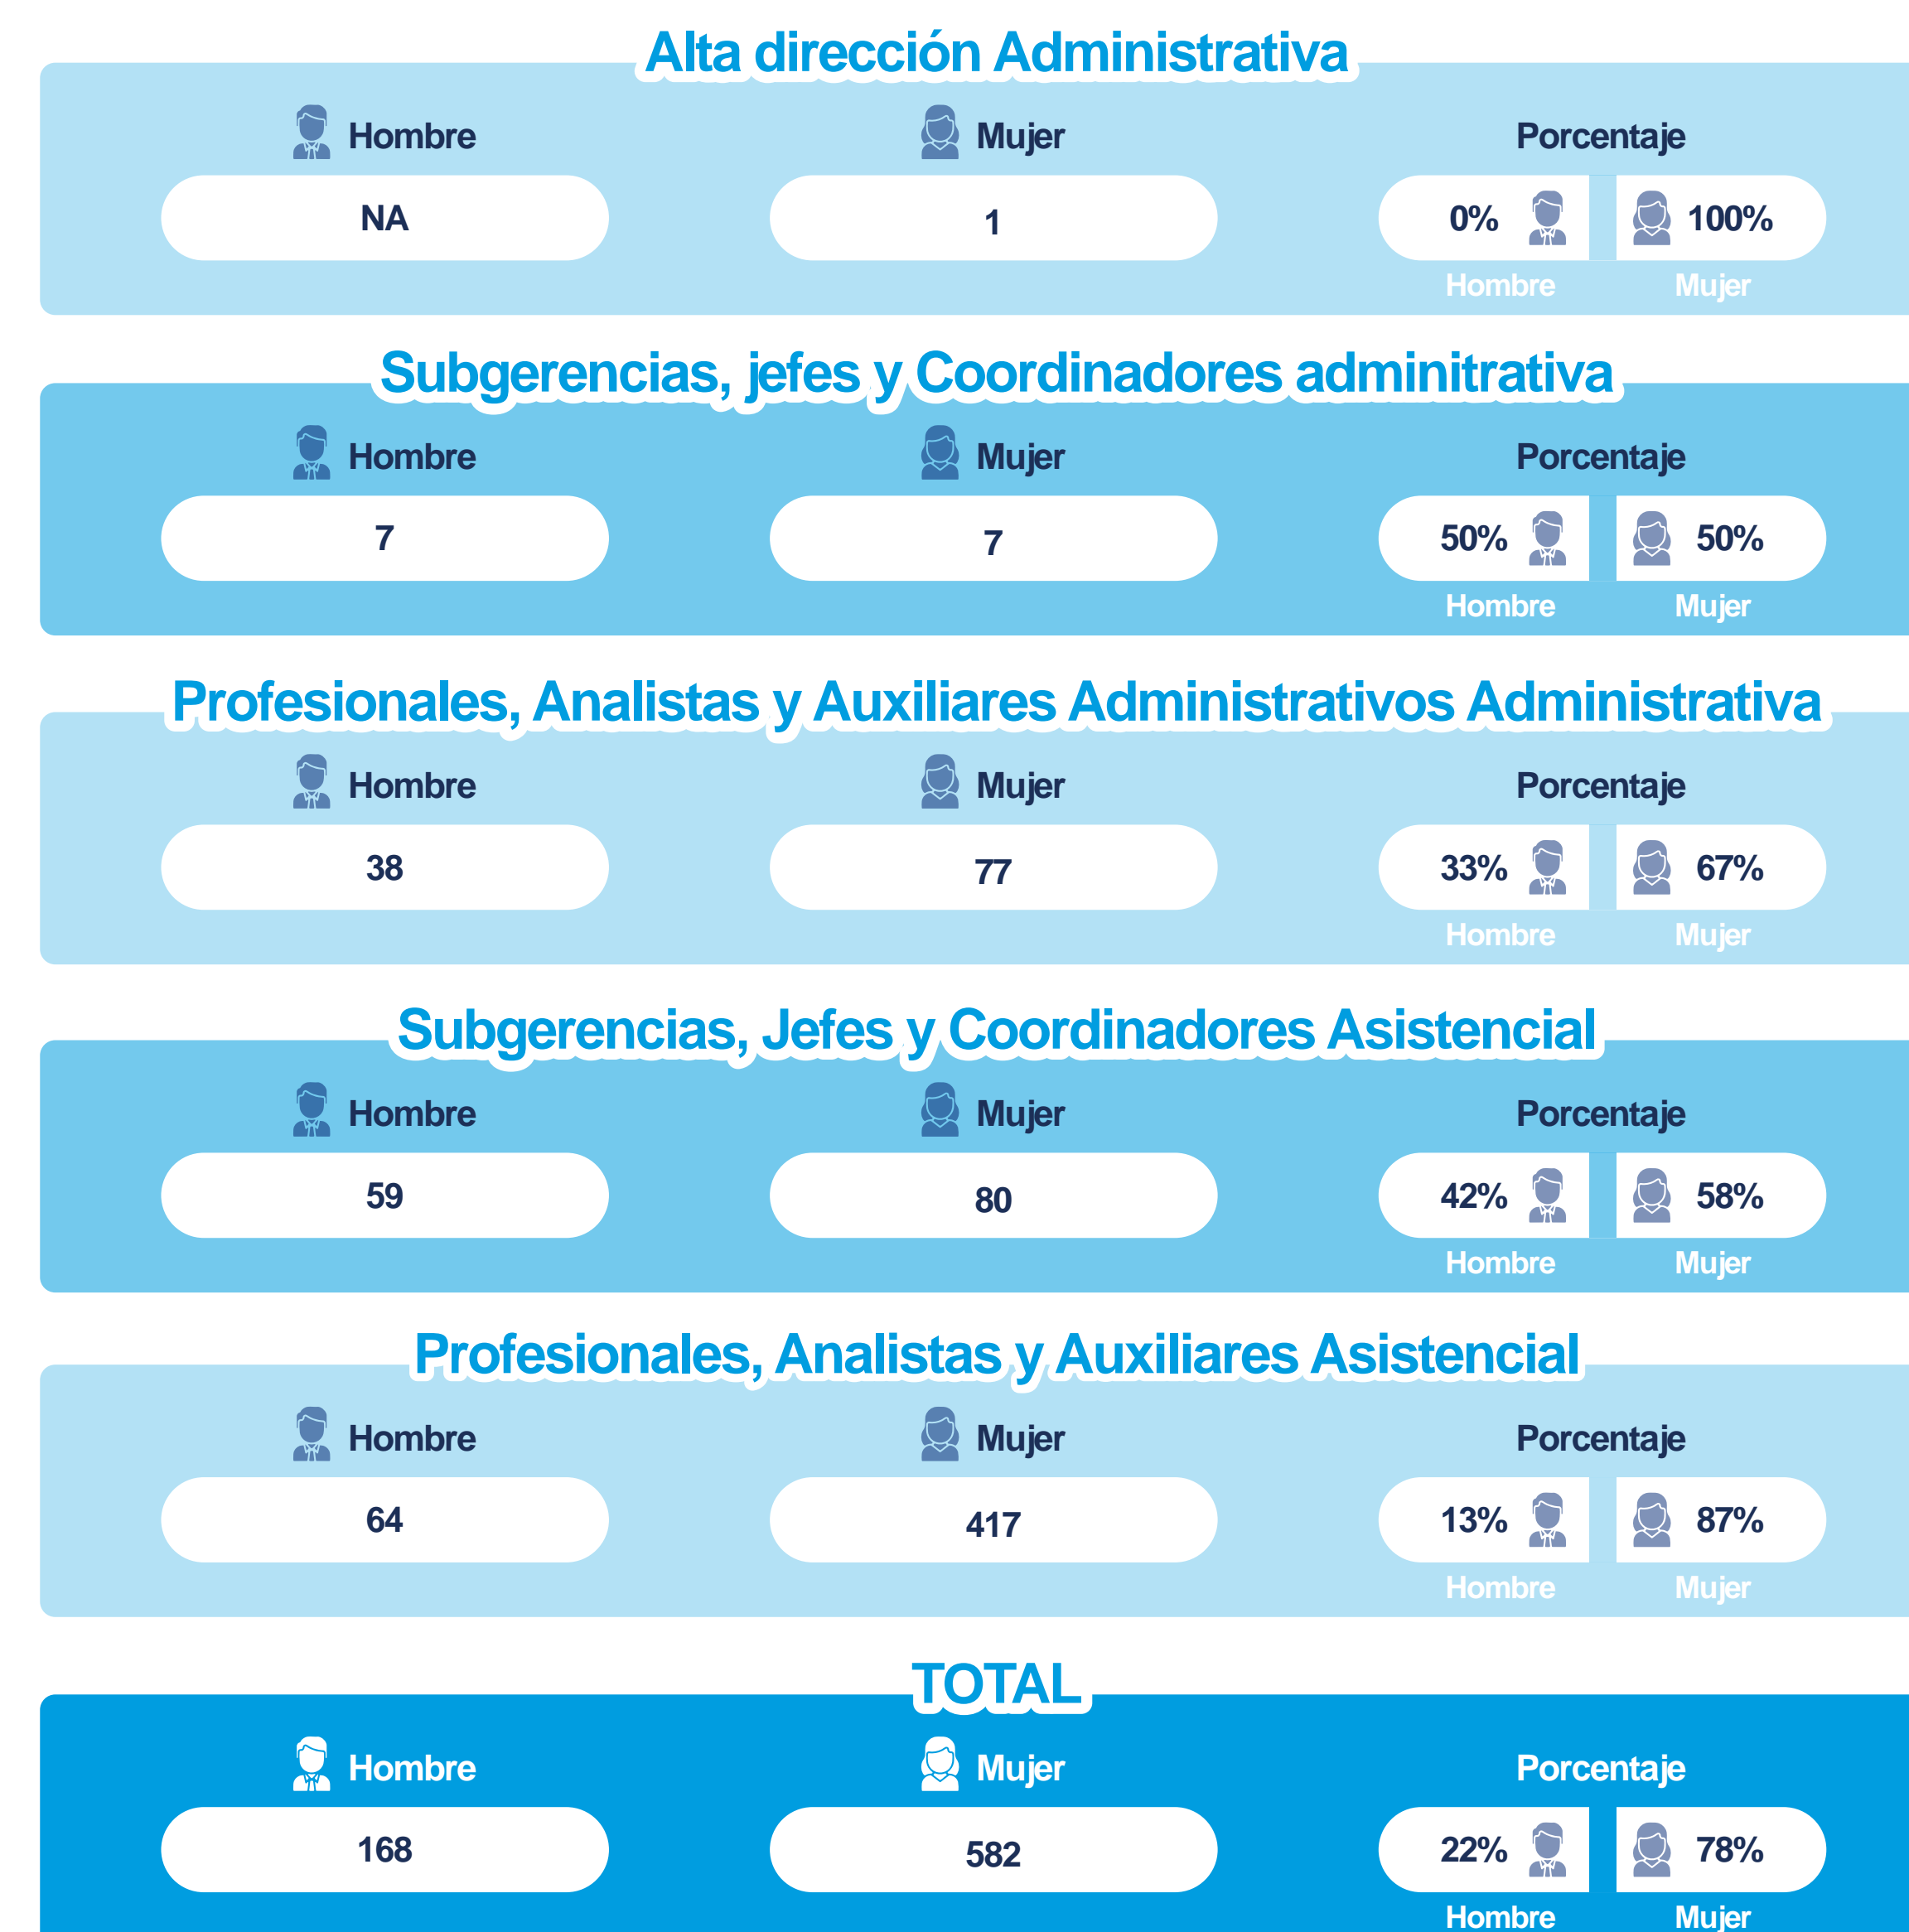 Alta dirección Administrativa
Hombre Mujer Porcentaje
NA 1 0% 100%
Hombre Mujer
Subgerencias, jefes y Coordinadores adminitrativa
Hombre Mujer Porcentaje
7 7 50% 50%
Hombre Mujer
Profesionales, Analistas y Auxiliares Administrativos Administrativa
Hombre Mujer Porcentaje
38 77 33% 67%
Hombre Mujer
Subgerencias, Jefes y Coordinadores Asistencial
Hombre Mujer Porcentaje
59 80 42% 58%
Hombre Mujer
Profesionales, Analistas y Auxiliares Asistencial
Hombre Mujer Porcentaje
64 417 13% 87%
Hombre Mujer
TOTAL
Hombre Mujer Porcentaje
168 582 22% 78%
Hombre Mujer